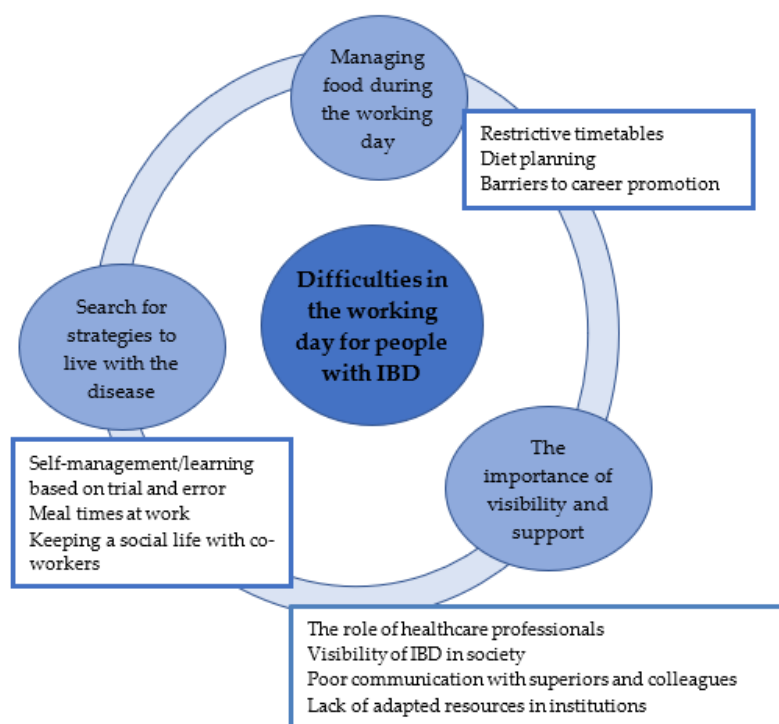 Managing
food during
the working
day
Restrictive timetables
Diet planning
Barriers to career promotion
Difficulties in
the working
day for people
with IBD
Search for
strategies to
live with the
disease
Self-management/learning
based on trial and error
Meal times at work
Keeping a social life with co-
workers
The
importance of
visibility and
support
The role of healthcare professionals
Visibility of IBD in society
Poor communication with superiors and colleagues
Lack of adapted resources in institutions